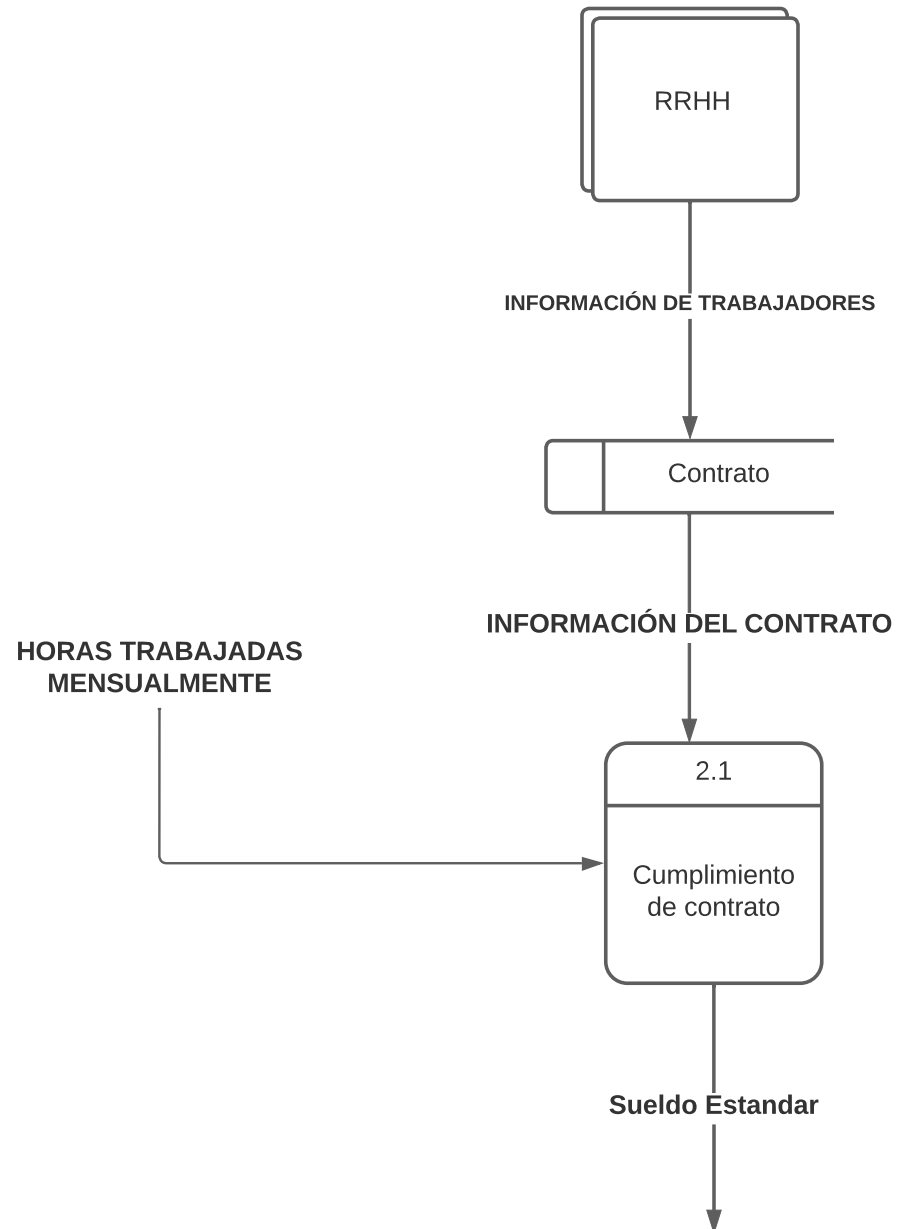 RRHH
INFORMACIÓN DE TRABAJADORES
Contrato
INFORMACIÓN DEL CONTRATO
HORAS TRABAJADAS
MENSUALMENTE
2.1
Cumplimiento
de contrato
Sueldo Estandar